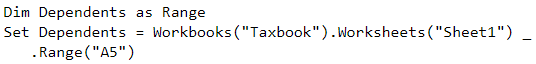 Dim Dependents as Range
Set Dependents = Workbooks("Taxbook").Worksheets("Sheet1") _
.Range("A5")